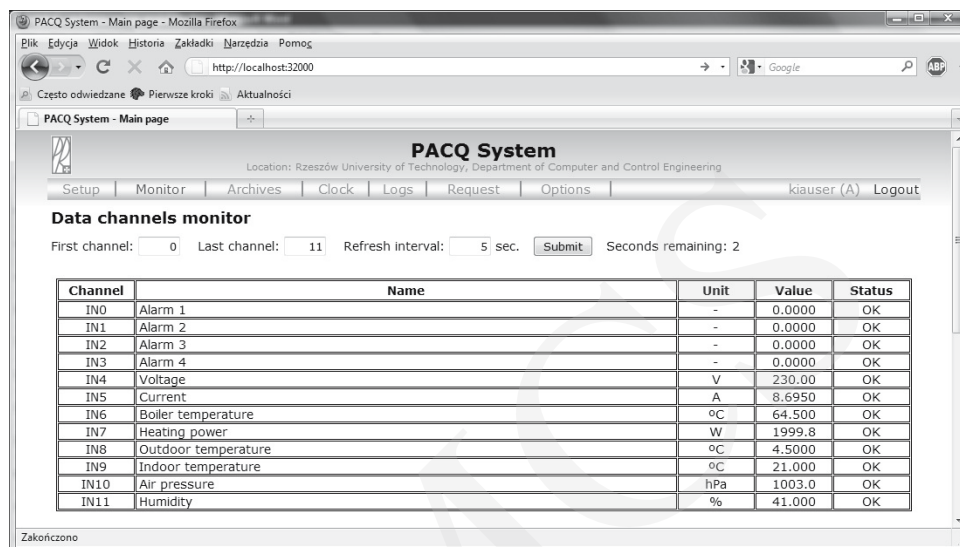 PACQ System - Main page - Mozilla Firefox
Plik Edycja Widok Historia Zakładki Narzędzia Pomoc
http://localhost:32000 Google ABP
Często odwiedzane Pierwsze kroki Aktualności
PACQ System - Main page
PACQ System
Location: Rzeszów University of Technology, Department of Computer and Control Engineering
Setup Monitor Archives Clock Logs Request Options kiauser (A) Logout
Data channels monitor
First channel: 0 Last channel: 11 Refresh interval: 5 sec. Submit Seconds remaining: 2
Channel Name Unit Value Status
IN0 Alarm 1 - 0.0000 OK
IN1 Alarm 2 - 0.0000 OK
IN2 Alarm 3 - 0.0000 OK
IN3 Alarm 4 - 0.0000 OK
IN4 Voltage V 230.00 OK
IN5 Current A 8.6950 OK
IN6 Boiler temperature ºC 64.500 OK
IN7 Heating power W 1999.8 OK
IN8 Outdoor temperature ºC 4.5000 OK
IN9 Indoor temperature ºC 21.000 OK
IN10 Air pressure hPa 1003.0 OK
IN11 Humidity % 41.000 OK
Zakończono